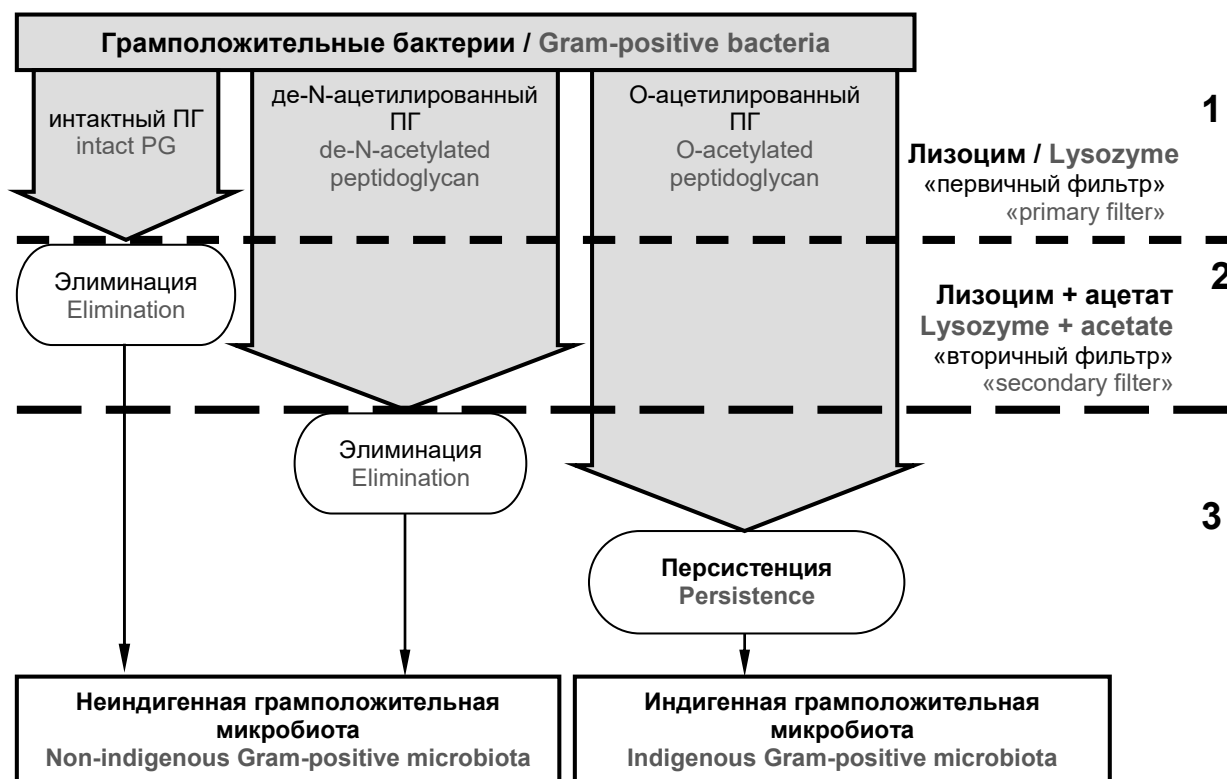 Грамположительные бактерии / Gram-positive bacteria
интактный ПГ
intact PG
де-N-ацетилированный
ПГ
de-N-acetylated
peptidoglycan
О-ацетилированный
ПГ
O-acetylated
peptidoglycan
1
Лизоцим / Lysozyme
«первичный фильтр»
«primary filter»
Элиминация
Elimination
2
Лизоцим + ацетат
Lysozyme + acetate
«вторичный фильтр»
«secondary filter»
Элиминация
Elimination
3
Персистенция
Persistence
Неиндигенная грамположительная
микробиота
Non-indigenous Gram-positive microbiota
Индигенная грамположительная
микробиота
Indigenous Gram-positive microbiota